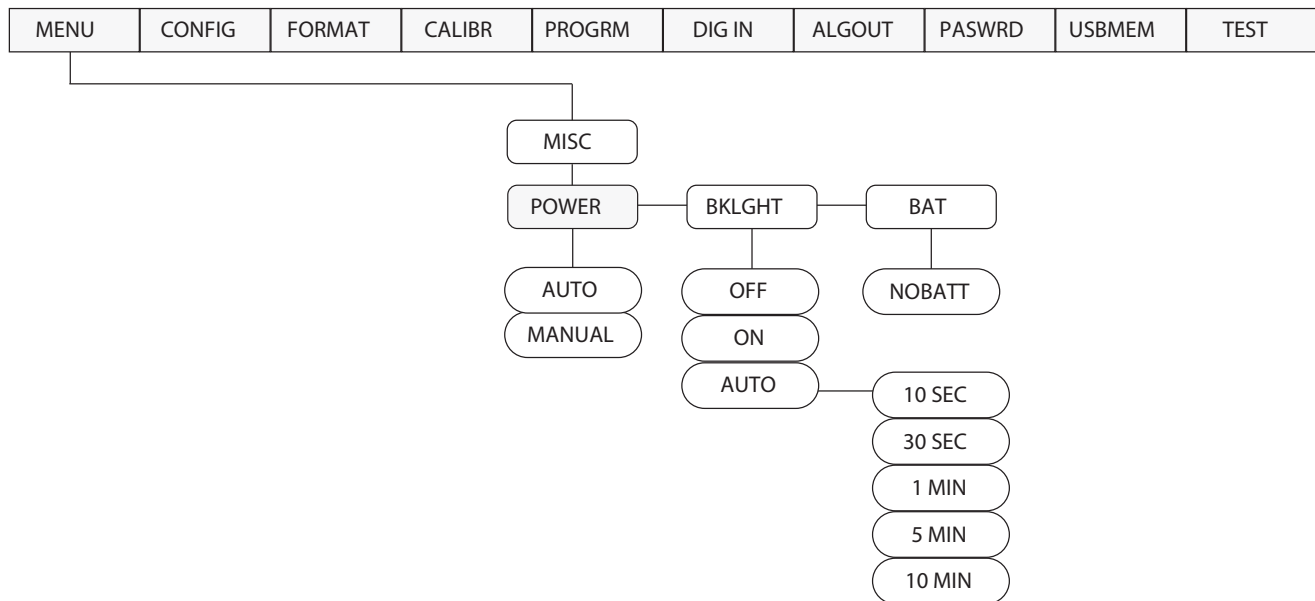 MENU CONFIG FORMAT CALIBR PROGRM DIG IN ALGOUT PASWRD USBMEM TEST
MISC
POWER BKLGHT BAT
AUTO OFF NOBATT
MANUAL ON
AUTO 10 SEC
30 SEC
1 MIN
5 MIN
10 MIN